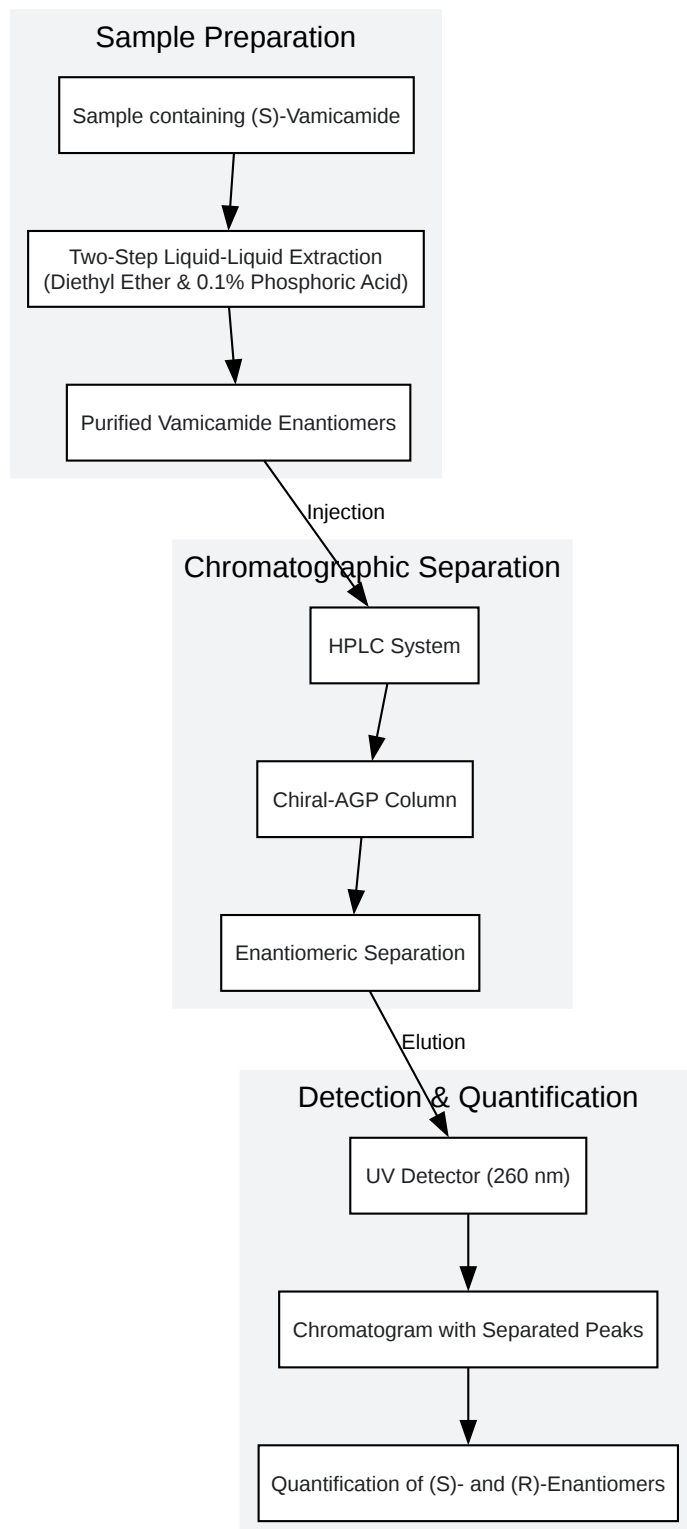 Sample Preparation
Sample containing (S)-Vamicamide
Two-Step Liquid-Liquid Extraction
(Diethyl Ether & 0.1% Phosphoric Acid)
Purified Vamicamide Enantiomers
Injection
Chromatographic Separation
HPLC System
Chiral-AGP Column
Enantiomeric Separation
Elution
Detection & Quantification
UV Detector (260 nm)
Chromatogram with Separated Peaks
Quantification of (S)- and (R)-Enantiomers